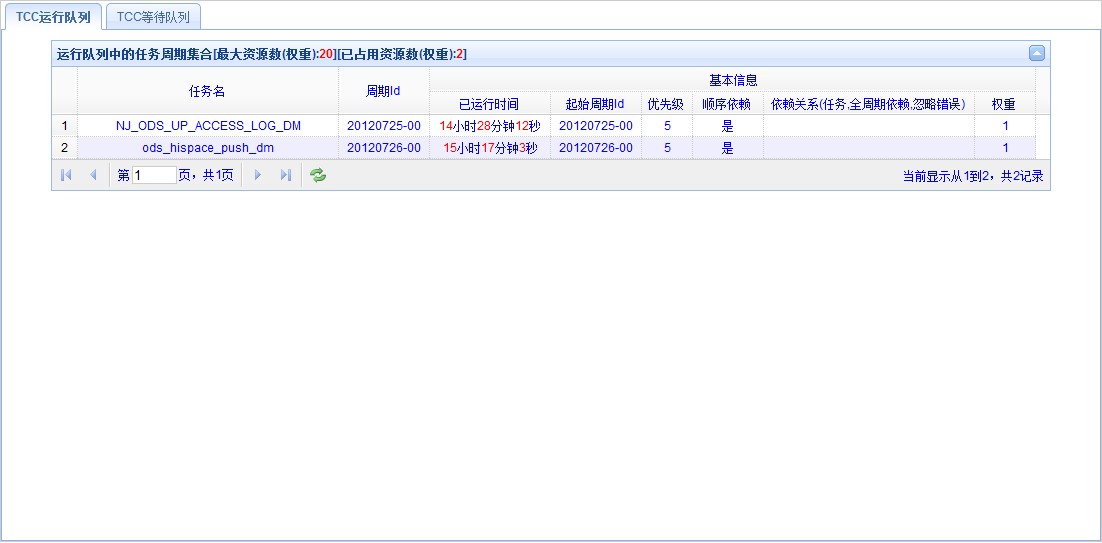 TCC运行队列 TCC等待队列
运行队列中的任务周期集合[最大资源数(权重):20][已占用资源数(权重):2]
任务名 周期Id 基本信息
已运行时间 起始周期Id 优先级 顺序依赖 依赖关系(任务,全周期依赖,忽略错误) 权重
1 NJ_ODS_UP_ACCESS_LOG_DM 20120725-00 14小时28分钟12秒 20120725-00 5 是 1
2 ods_hispace_push_dm 20120726-00 15小时17分钟3秒 20120726-00 5 是 1
第 1 页，共1页 当前显示从1到2，共2记录